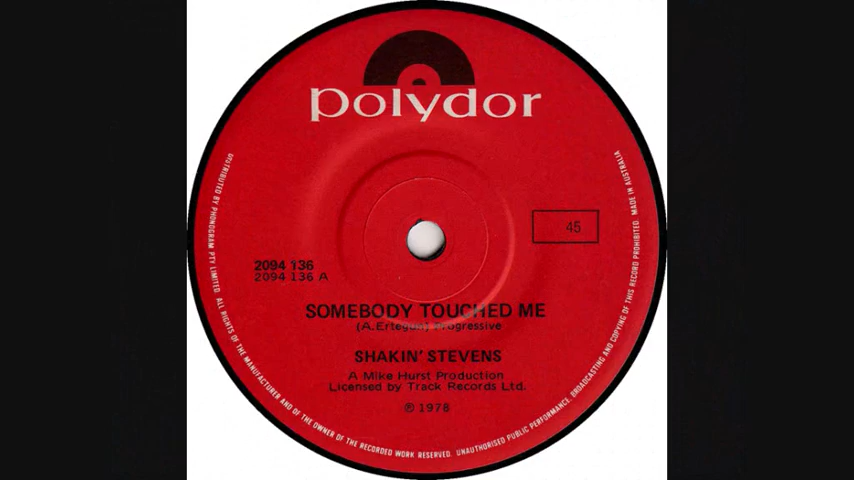 polydor
45
2094 136
2094 136 A
SOMEBODY TOUCHED ME
(A.Ertegun) Progressive
SHAKIN' STEVENS
A Mike Hurst Production
Licensed by Track Records Ltd.
℗ 1978
DISTRIBUTED BY PHONOGRAM PTY LIMITED. ALL RIGHTS OF THE MANUFACTURER AND OF THE OWNER OF THE RECORDED WORK RESERVED. UNAUTHORISED PUBLIC PERFORMANCE, BROADCASTING AND COPYING OF THIS RECORD PROHIBITED. MADE IN AUSTRALIA